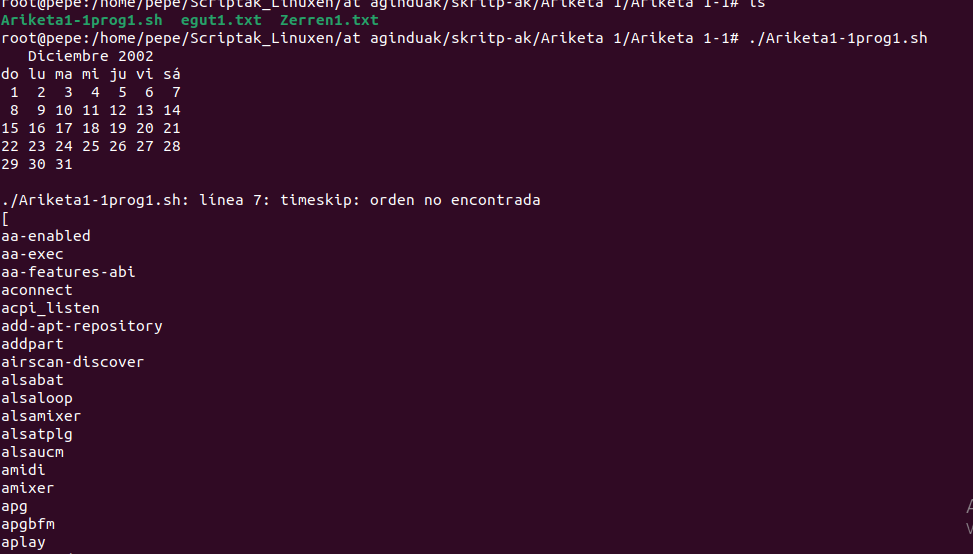 root@pepe:/home/pepe/Scriptak_Linuxen/at aginduak/skritp-ak/Ariketa 1/Ariketa 1-1# ls
Ariketa1-1prog1.sh  egut1.txt  Zerren1.txt
root@pepe:/home/pepe/Scriptak_Linuxen/at aginduak/skritp-ak/Ariketa 1/Ariketa 1-1# ./Ariketa1-1prog1.sh
   Diciembre 2002
do lu ma mi ju vi sá
 1  2  3  4  5  6  7
 8  9 10 11 12 13 14
15 16 17 18 19 20 21
22 23 24 25 26 27 28
29 30 31
./Ariketa1-1prog1.sh: línea 7: timeskip: orden no encontrada
[
aa-enabled
aa-exec
aa-features-abi
aconnect
acpi_listen
add-apt-repository
addpart
airscan-discover
alsabat
alsaloop
alsamixer
alsatplg
alsaucm
amidi
amixer
apg
apgbfm
aplay